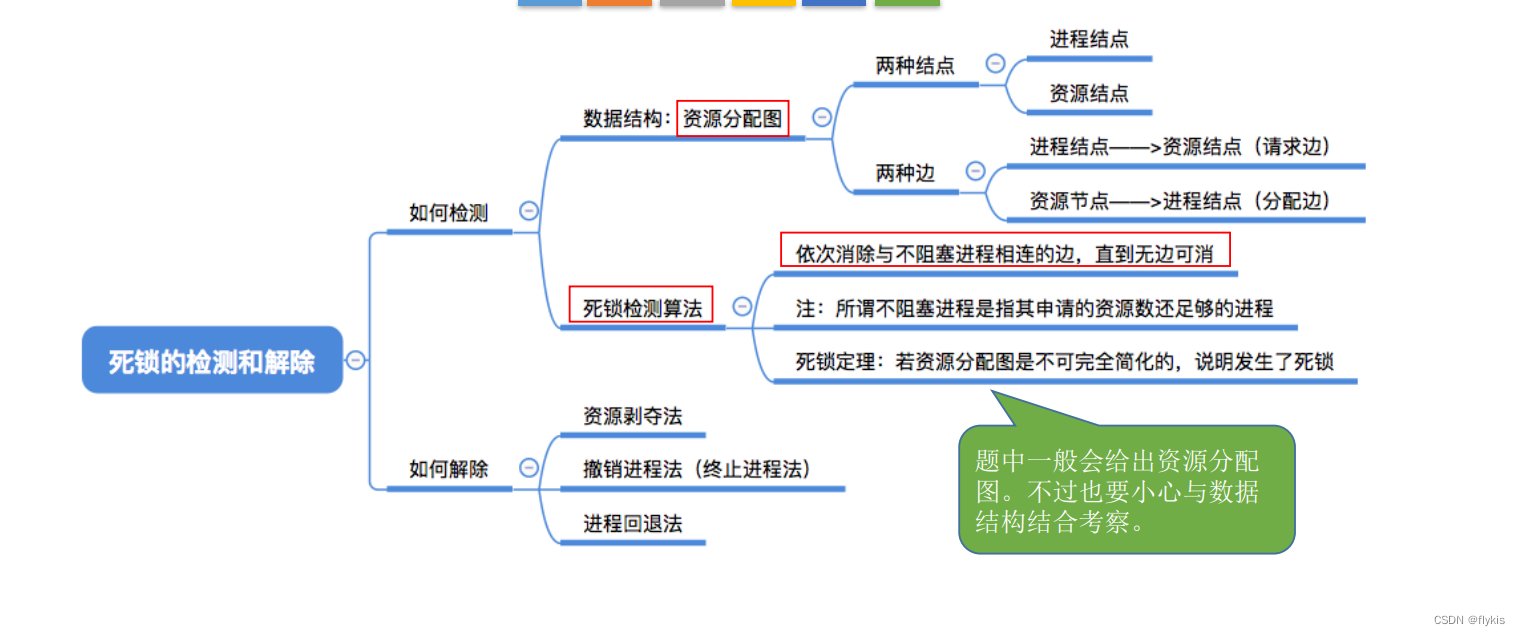 进程结点
两种结点
资源结点
数据结构：资源分配图
进程结点——>资源结点（请求边）
两种边
资源节点——>进程结点（分配边）
如何检测
依次消除与不阻塞进程相连的边，直到无边可消
死锁检测算法
注：所谓不阻塞进程是指其申请的资源数还足够的进程
死锁定理：若资源分配图是不可完全简化的，说明发生了死锁
死锁的检测和解除
资源剥夺法
如何解除
撤销进程法（终止进程法）
进程回退法
题中一般会给出资源分配
图。不过也要小心与数据
结构结合考察。
CSDN @flykis